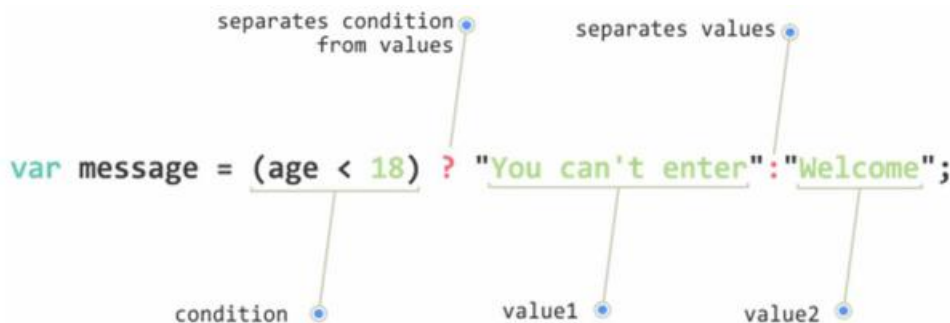 separates condition
from values
separates values
var message = (age < 18) ? "You can't enter":"Welcome";
condition
value1
value2